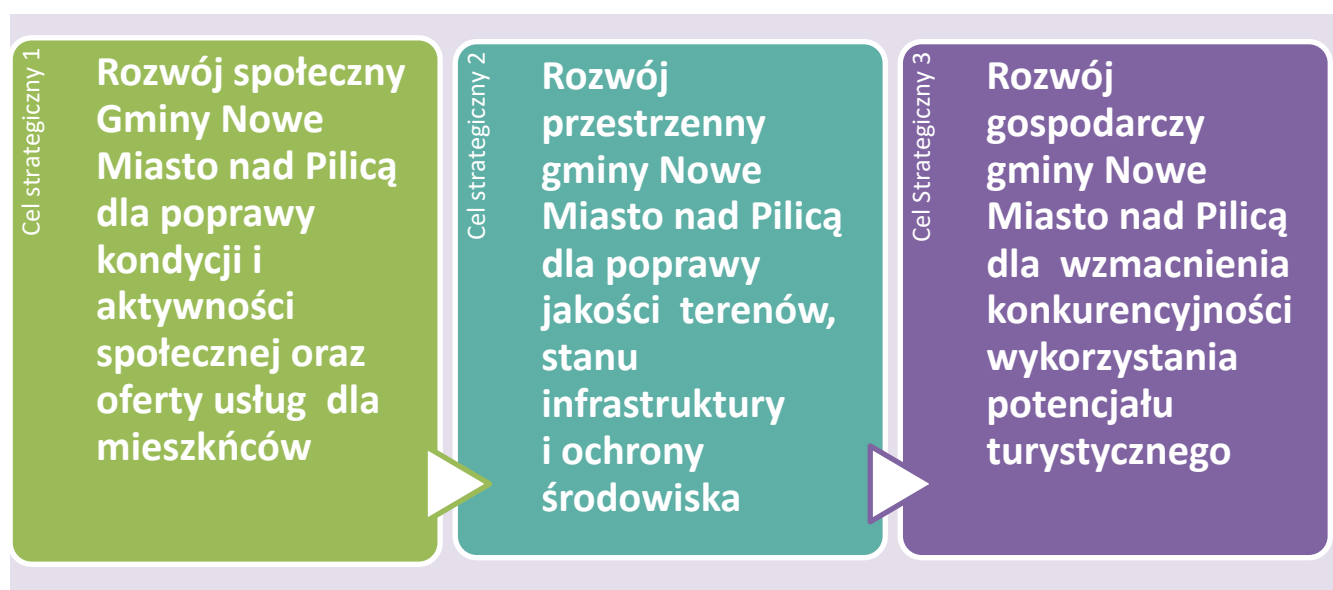 Cel strategiczny 1
Rozwój społeczny
Gminy Nowe
Miasto nad Pilicą
dla poprawy
kondycji i
aktywności
społecznej oraz
oferty usług  dla
mieszkńców
Cel strategiczny 2
Rozwój
przestrzenny
gminy Nowe
Miasto nad Pilicą
dla poprawy
jakości  terenów,
stanu
infrastruktury
i ochrony
środowiska
Cel Strategiczny 3
Rozwój
gospodarczy
gminy Nowe
Miasto nad Pilicą
dla  wzmacnienia
konkurencyjności
wykorzystania
potencjału
turystycznego